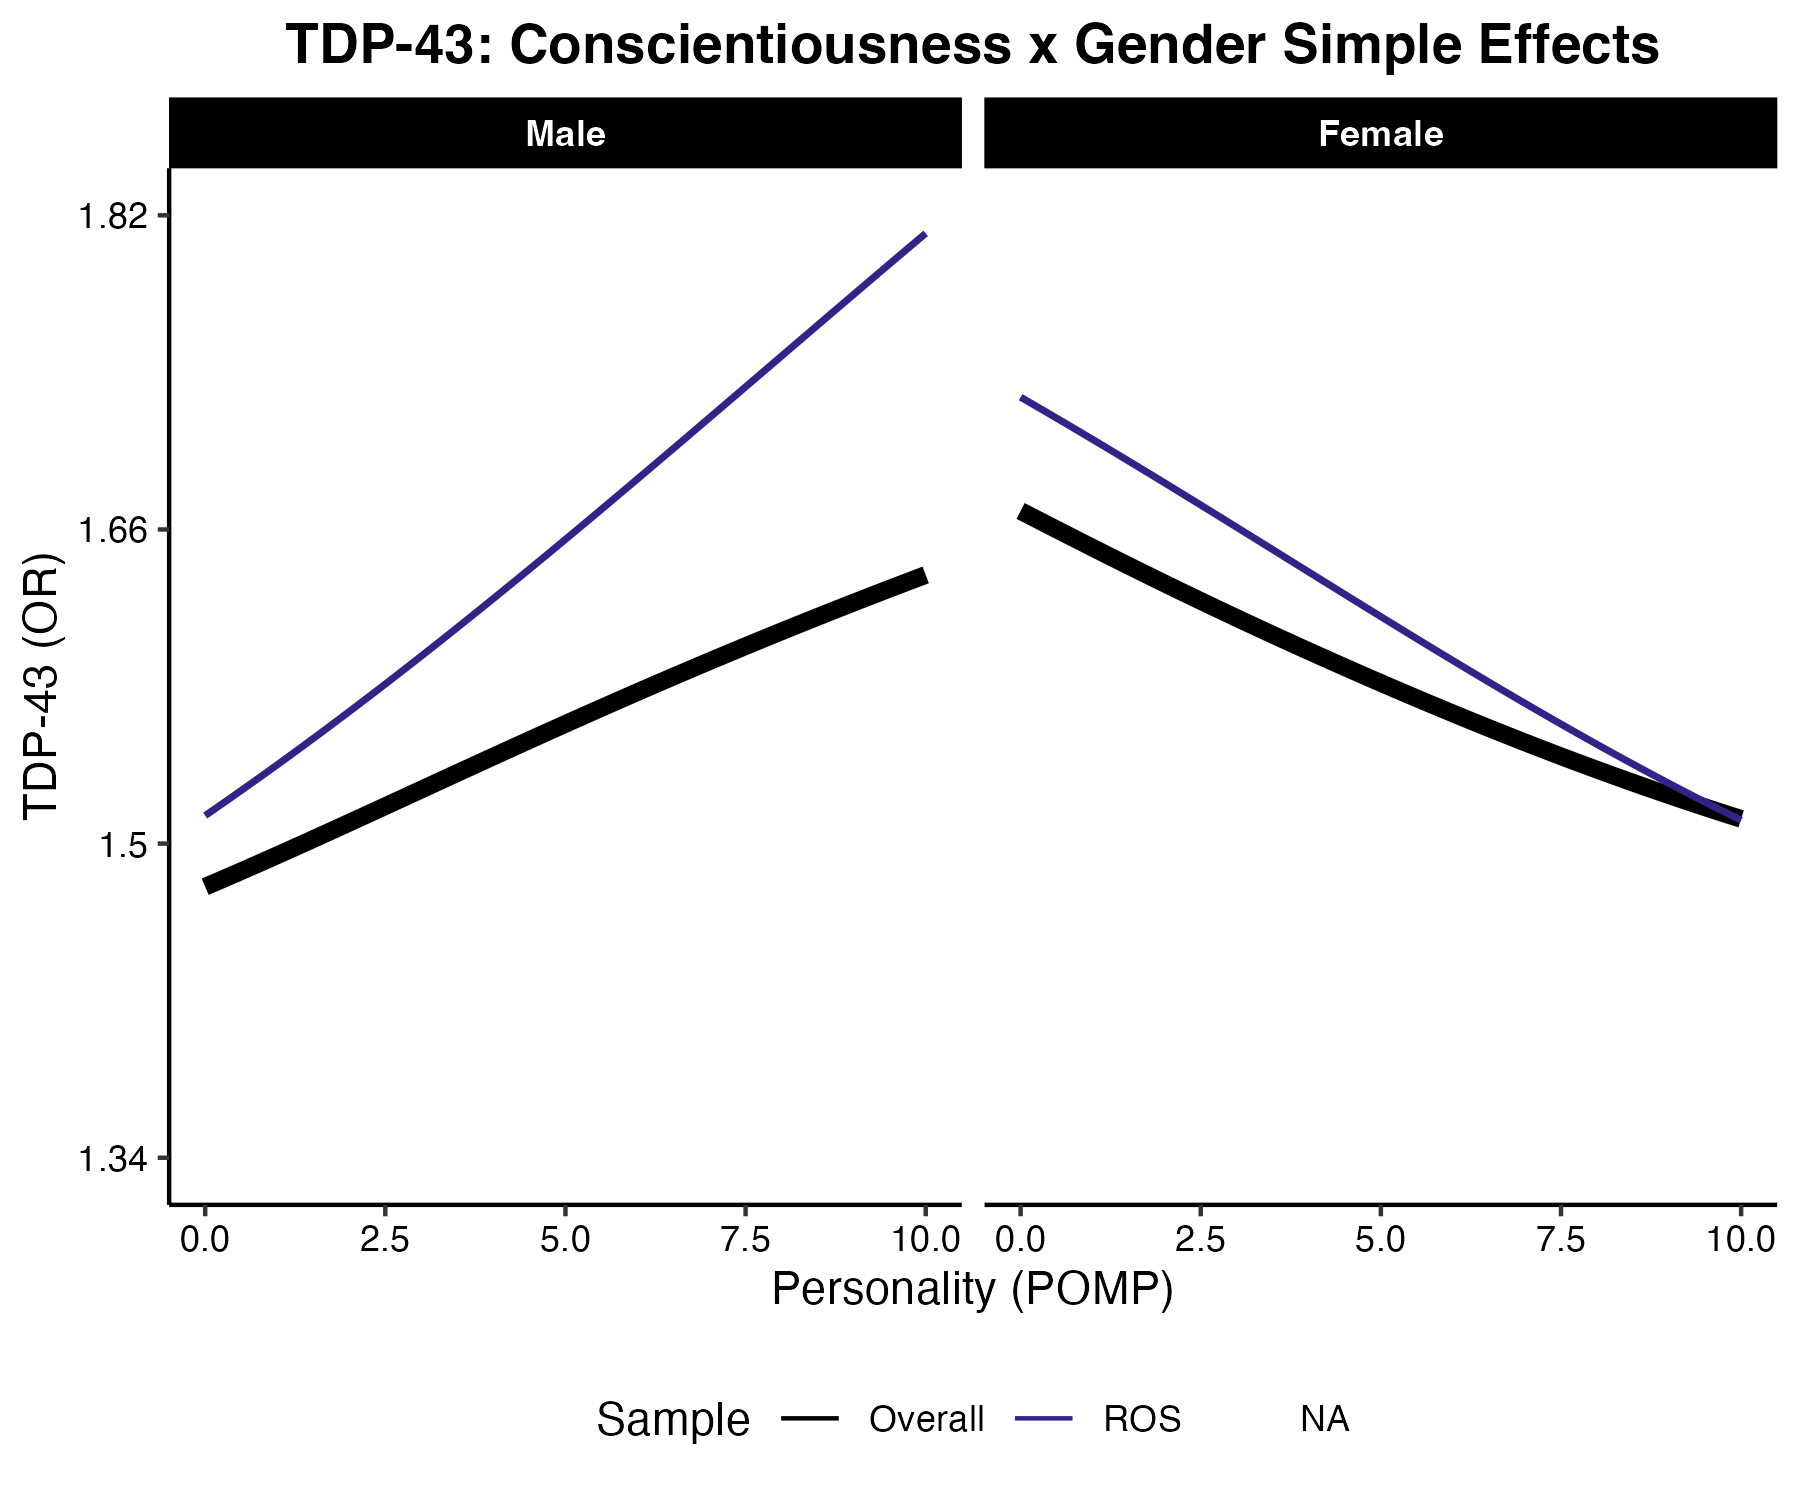 TDP-43: Conscientiousness x Gender Simple Effects
Male
Female
TDP-43 (OR)
1.82
1.66
1.5
1.34
0.0 2.5 5.0 7.5 10.0 0.0 2.5 5.0 7.5 10.0
Personality (POMP)
Sample Overall ROS NA